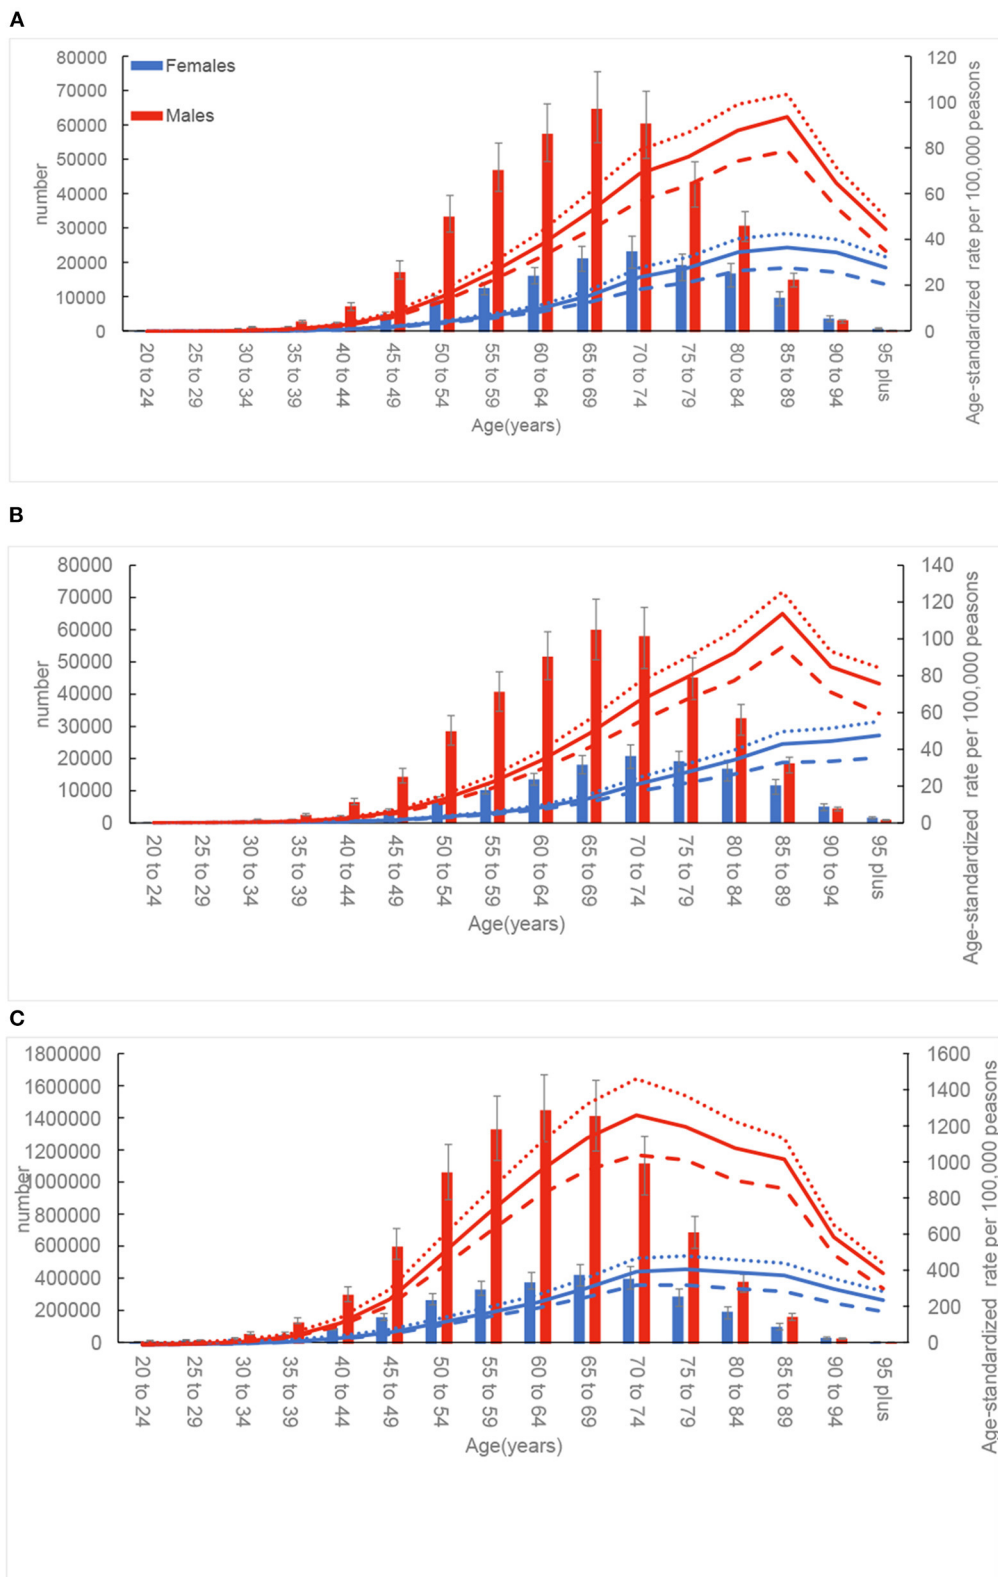 A
80000
70000
60000
50000
40000
30000
20000
10000
0
number
Females
Males
120
100
80
60
40
20
0
Age-standardized rate per 100,000 peasons
20 to 24
25 to 29
30 to 34
35 to 39
40 to 44
45 to 49
50 to 54
55 to 59
60 to 64
65 to 69
70 to 74
75 to 79
80 to 84
85 to 89
90 to 94
95 plus
Age(years)
B
80000
70000
60000
50000
40000
30000
20000
10000
0
number
140
120
100
80
60
40
20
0
Age-standardized rate per 100,000 peasons
20 to 24
25 to 29
30 to 34
35 to 39
40 to 44
45 to 49
50 to 54
55 to 59
60 to 64
65 to 69
70 to 74
75 to 79
80 to 84
85 to 89
90 to 94
95 plus
Age(years)
C
1800000
1600000
1400000
1200000
1000000
800000
600000
400000
200000
0
number
1600
1400
1200
1000
800
600
400
200
0
Age-standardized rate per 100,000 peasons
20 to 24
25 to 29
30 to 34
35 to 39
40 to 44
45 to 49
50 to 54
55 to 59
60 to 64
65 to 69
70 to 74
75 to 79
80 to 84
85 to 89
90 to 94
95 plus
Age(years)